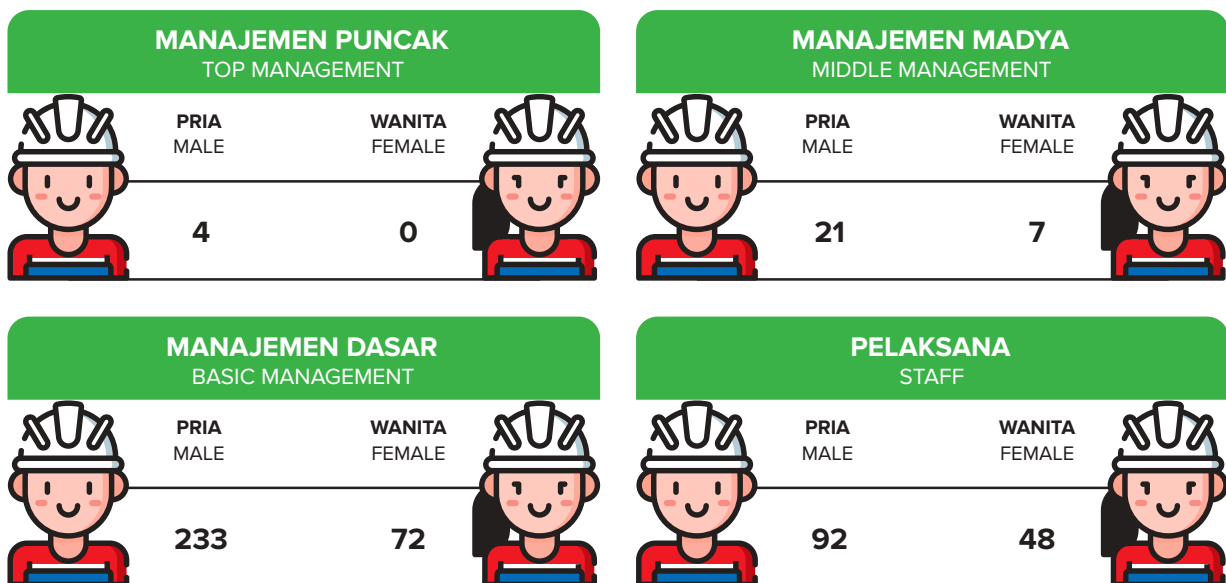 MANAJEMEN PUNCAK
TOP MANAGEMENT
PRIA WANITA
MALE FEMALE
4 0
MANAJEMEN MADYA
MIDDLE MANAGEMENT
PRIA WANITA
MALE FEMALE
21 7
MANAJEMEN DASAR
BASIC MANAGEMENT
PRIA WANITA
MALE FEMALE
233 72
PELAKSANA
STAFF
PRIA WANITA
MALE FEMALE
92 48